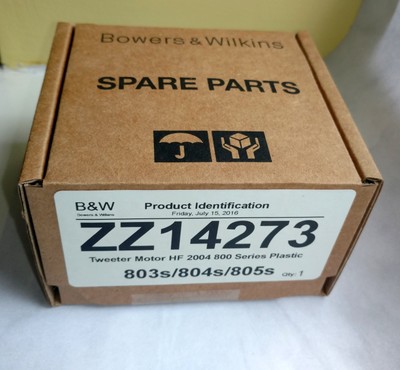 Bowers & Wilkins
SPARE PARTS
B&W
Bowers & Wilkins
Product Identification
Friday, July 15, 2016
ZZ14273
Tweeter Motor HF 2004 800 Series Plastic
803s/804s/805s
Qty: 1